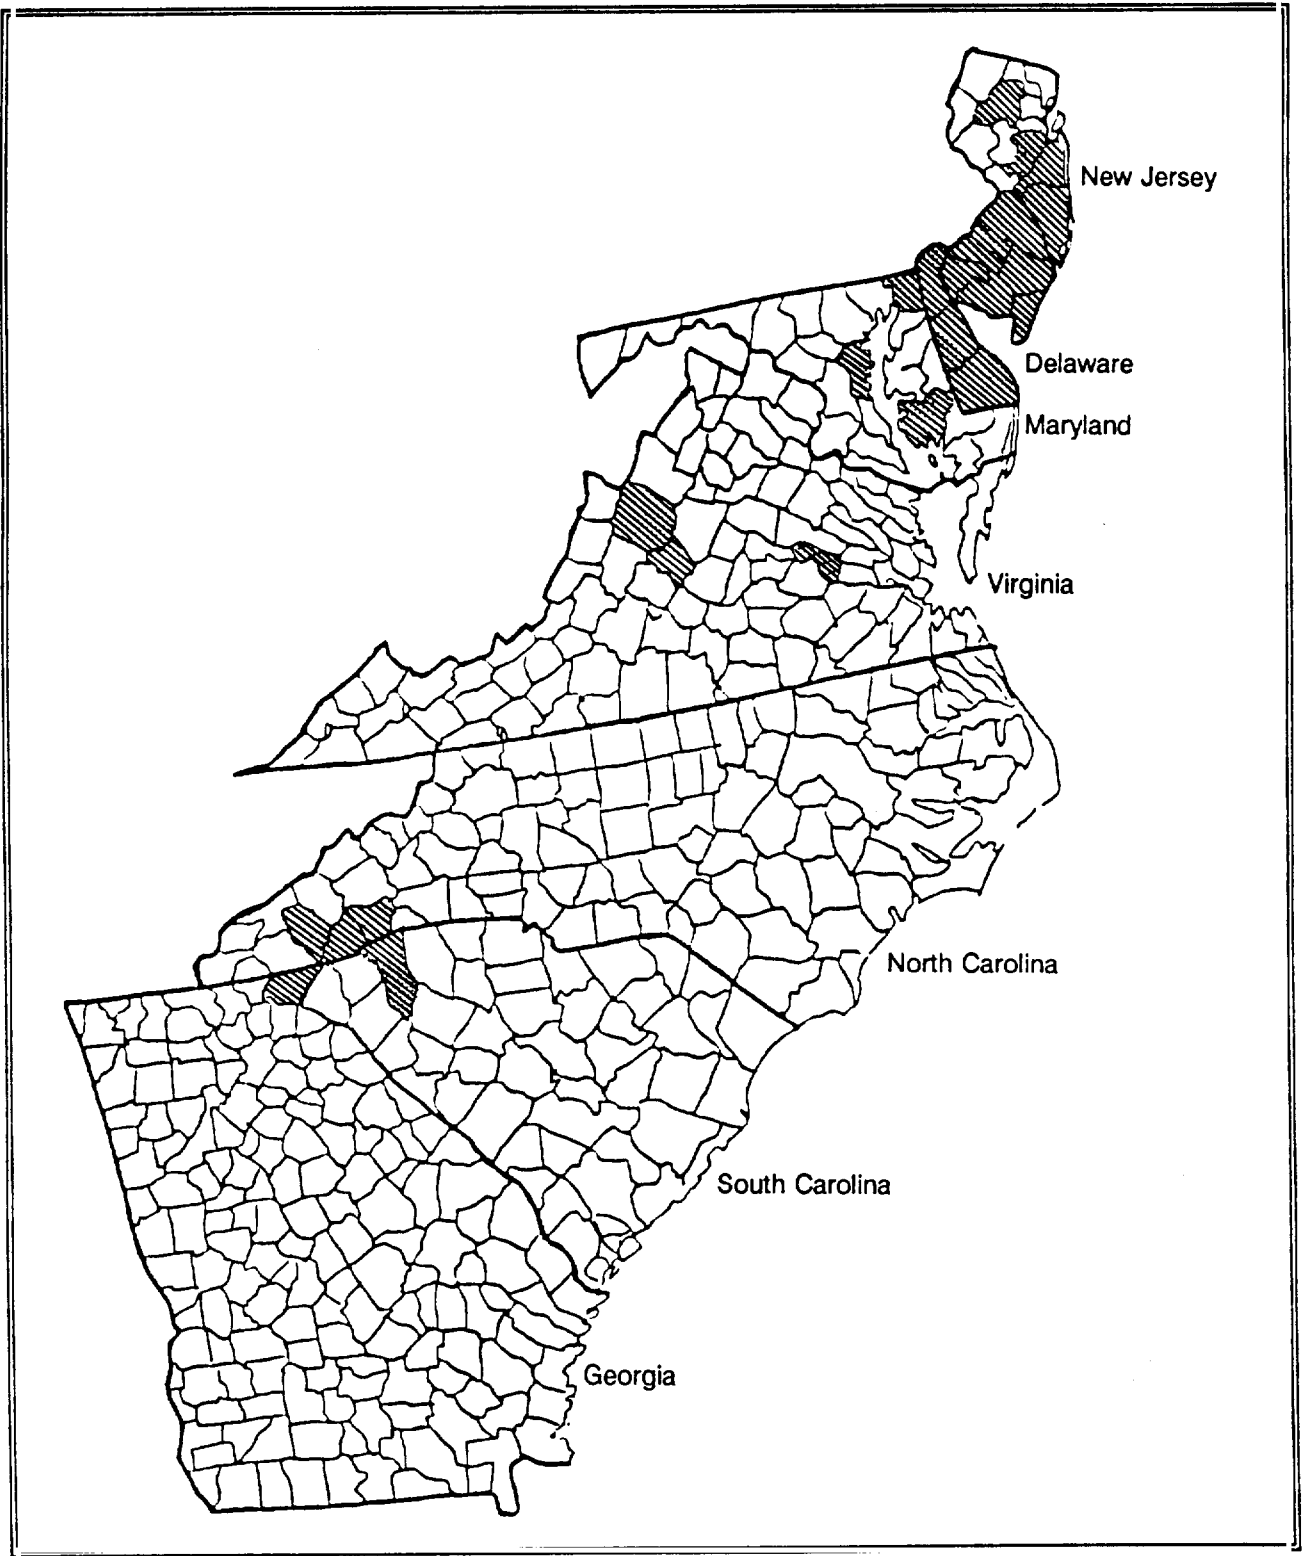 New Jersey
Delaware
Maryland
Virginia
North Carolina
South Carolina
Georgia